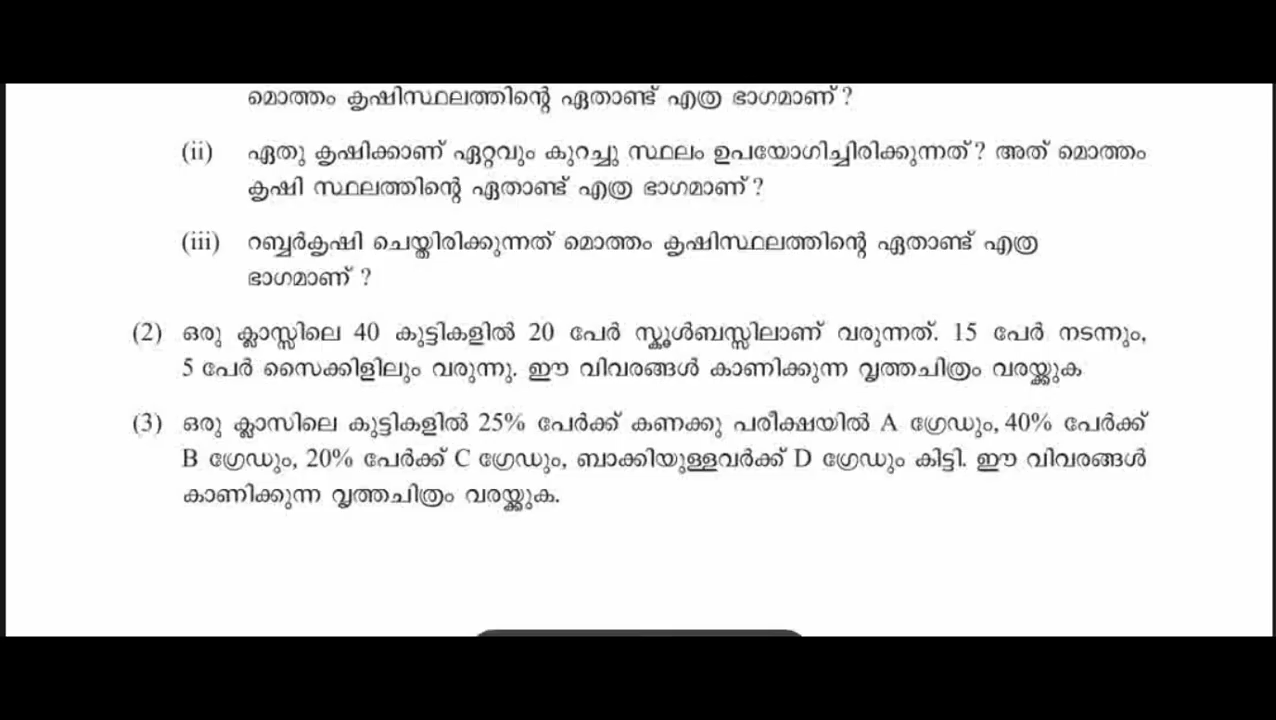 മൊത്തം കൃഷിസ്ഥലത്തിന്റെ ഏതാണ്ട് എത്ര ഭാഗമാണ് ?
(ii) ഏതു കൃഷിക്കാണ് ഏറ്റവും കുറച്ചു സ്ഥലം ഉപയോഗിച്ചിരിക്കുന്നത് ? അത് മൊത്തം
കൃഷി സ്ഥലത്തിന്റെ ഏതാണ്ട് എത്ര ഭാഗമാണ് ?
(iii) റബ്ബർകൃഷി ചെയ്തിരിക്കുന്നത് മൊത്തം കൃഷിസ്ഥലത്തിന്റെ ഏതാണ്ട് എത്ര
ഭാഗമാണ് ?
(2) ഒരു ക്ലാസ്സിലെ 40 കുട്ടികളിൽ 20 പേർ സ്കൂൾബസ്സിലാണ് വരുന്നത്. 15 പേർ നടന്നും,
5 പേർ സൈക്കിളിലും വരുന്നു. ഈ വിവരങ്ങൾ കാണിക്കുന്ന വൃത്തചിത്രം വരയ്ക്കുക
(3) ഒരു ക്ലാസിലെ കുട്ടികളിൽ 25% പേർക്ക് കണക്കു പരീക്ഷയിൽ A ഗ്രേഡും, 40% പേർക്ക്
B ഗ്രേഡും, 20% പേർക്ക് C ഗ്രേഡും, ബാക്കിയുള്ളവർക്ക് D ഗ്രേഡും കിട്ടി. ഈ വിവരങ്ങൾ
കാണിക്കുന്ന വൃത്തചിത്രം വരയ്ക്കുക.